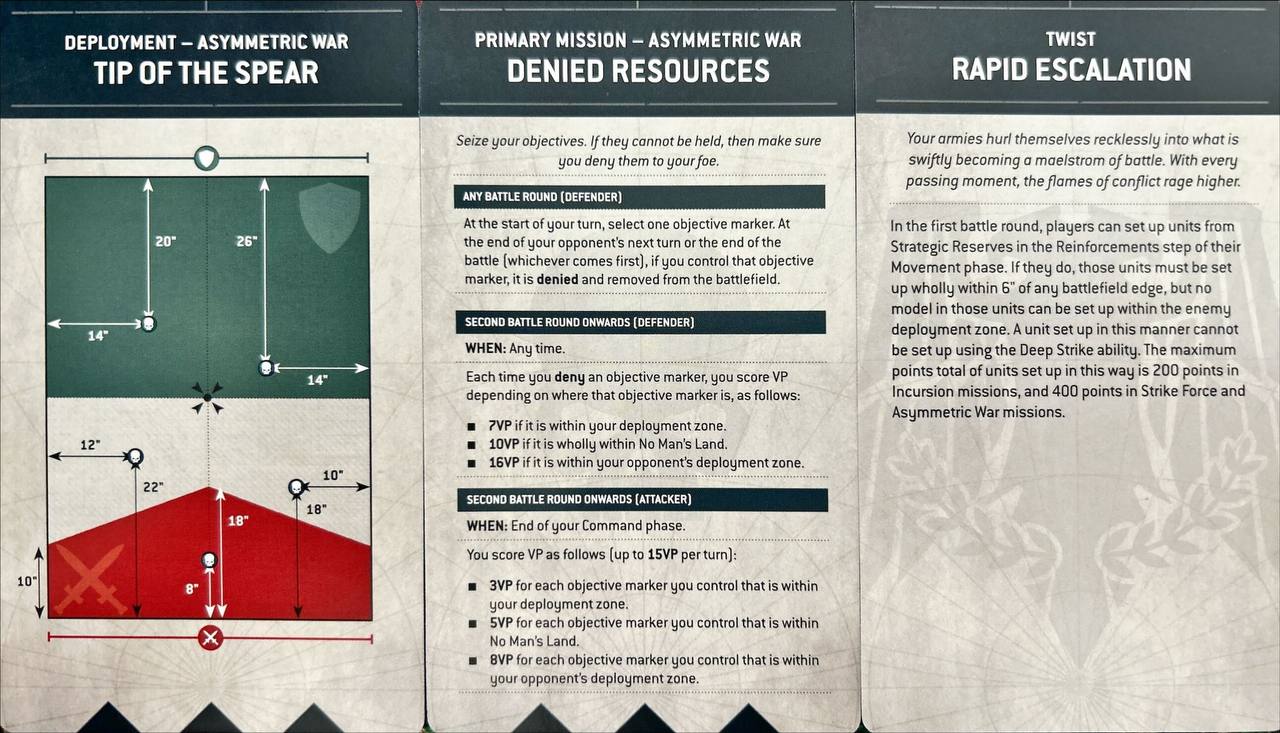 DEPLOYMENT – ASYMMETRIC WAR
TIP OF THE SPEAR
20"
26"
14"
14"
12"
22"
10"
18"
18"
10"
8"
PRIMARY MISSION – ASYMMETRIC WAR
DENIED RESOURCES
Seize your objectives. If they cannot be held, then make sure
you deny them to your foe.
ANY BATTLE ROUND (DEFENDER)
At the start of your turn, select one objective marker. At
the end of your opponent's next turn or the end of the
battle (whichever comes first), if you control that objective
marker, it is denied and removed from the battlefield.
SECOND BATTLE ROUND ONWARDS (DEFENDER)
WHEN: Any time.
Each time you deny an objective marker, you score VP
depending on where that objective marker is, as follows:
■ 7VP if it is within your deployment zone.
■ 10VP if it is wholly within No Man's Land.
■ 16VP if it is within your opponent's deployment zone.
SECOND BATTLE ROUND ONWARDS (ATTACKER)
WHEN: End of your Command phase.
You score VP as follows (up to 15VP per turn):
■ 3VP for each objective marker you control that is within
your deployment zone.
■ 5VP for each objective marker you control that is within
No Man's Land.
■ 8VP for each objective marker you control that is within
your opponent's deployment zone.
TWIST
RAPID ESCALATION
Your armies hurl themselves recklessly into what is
swiftly becoming a maelstrom of battle. With every
passing moment, the flames of conflict rage higher.
In the first battle round, players can set up units from
Strategic Reserves in the Reinforcements step of their
Movement phase. If they do, those units must be set
up wholly within 6" of any battlefield edge, but no
model in those units can be set up within the enemy
deployment zone. A unit set up in this manner cannot
be set up using the Deep Strike ability. The maximum
points total of units set up in this way is 200 points in
Incursion missions, and 400 points in Strike Force and
Asymmetric War missions.